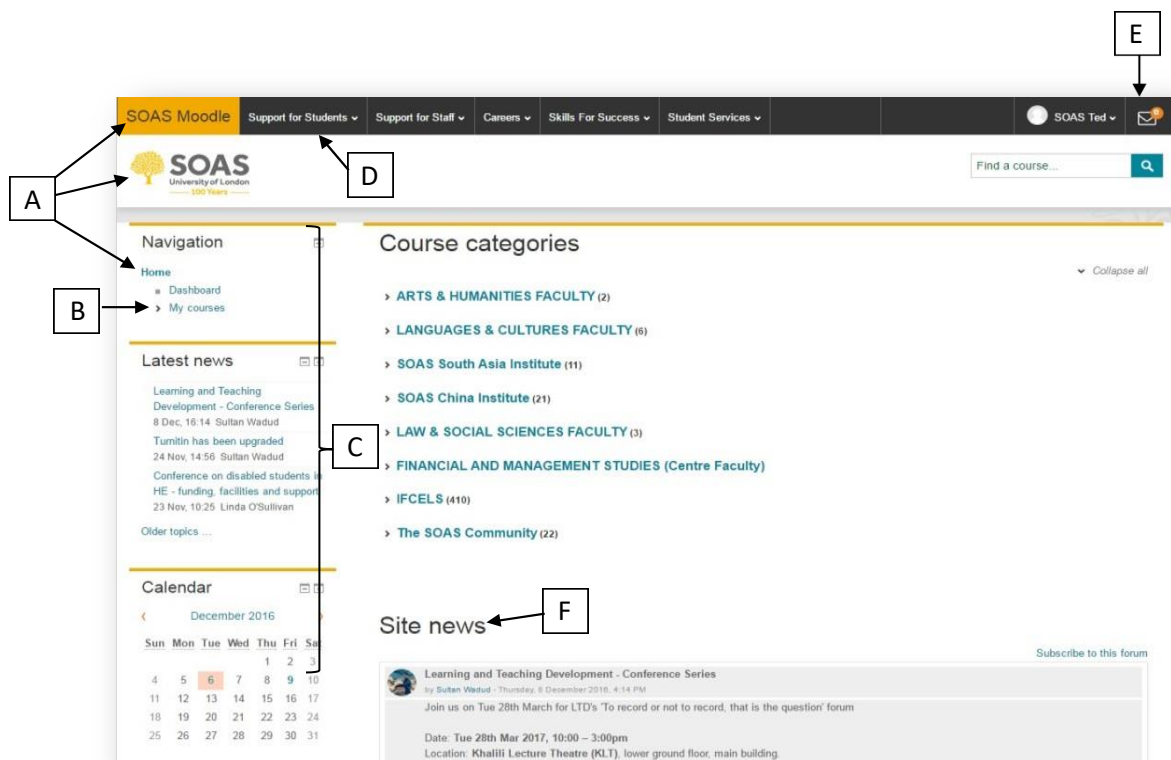 E
SOAS Moodle Support for Students Support for Staff Careers Skills For Success Student Services SOAS Ted
SOAS
University of London
100 Years
Find a course...
A
D
Navigation
Home
Dashboard
B
My courses
Latest news
Learning and Teaching
Development - Conference Series
8 Dec, 16:14 Sultan Wadud
Turnitin has been upgraded
24 Nov, 14:56 Sultan Wadud
Conference on disabled students in
HE - funding, facilities and support
23 Nov, 10:25 Linda O'Sullivan
Older topics ...
C
Calendar
December 2016
Sun Mon Tue Wed Thu Fri Sat
1 2 3
4 5 6 7 8 9 10
11 12 13 14 15 16 17
18 19 20 21 22 23 24
25 26 27 28 29 30 31
Course categories
Collapse all
ARTS & HUMANITIES FACULTY (2)
LANGUAGES & CULTURES FACULTY (6)
SOAS South Asia Institute (11)
SOAS China Institute (21)
LAW & SOCIAL SCIENCES FACULTY (3)
FINANCIAL AND MANAGEMENT STUDIES (Centre Faculty)
IFCELS (410)
The SOAS Community (22)
Site news
F
Subscribe to this forum
Learning and Teaching Development - Conference Series
by Sultan Wadud - Thursday, 8 December 2016, 4:14 PM
Join us on Tue 28th March for LTD's 'To record or not to record, that is the question' forum
Date: Tue 28th Mar 2017, 10:00 – 3:00pm
Location: Khalili Lecture Theatre (KLT), lower ground floor, main building.